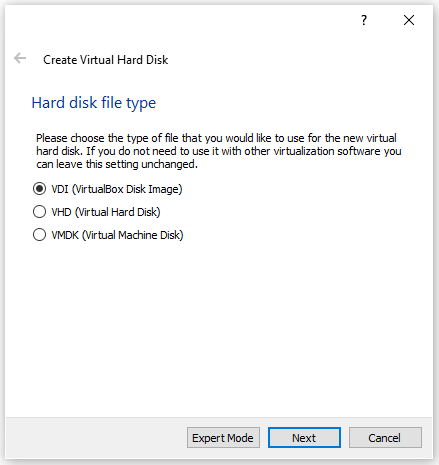 ?
Create Virtual Hard Disk
Hard disk file type
Please choose the type of file that you would like to use for the new virtual
hard disk. If you do not need to use it with other virtualization software you
can leave this setting unchanged.
VDI (VirtualBox Disk Image)
VHD (Virtual Hard Disk)
VMDK (Virtual Machine Disk)
Expert Mode Next Cancel